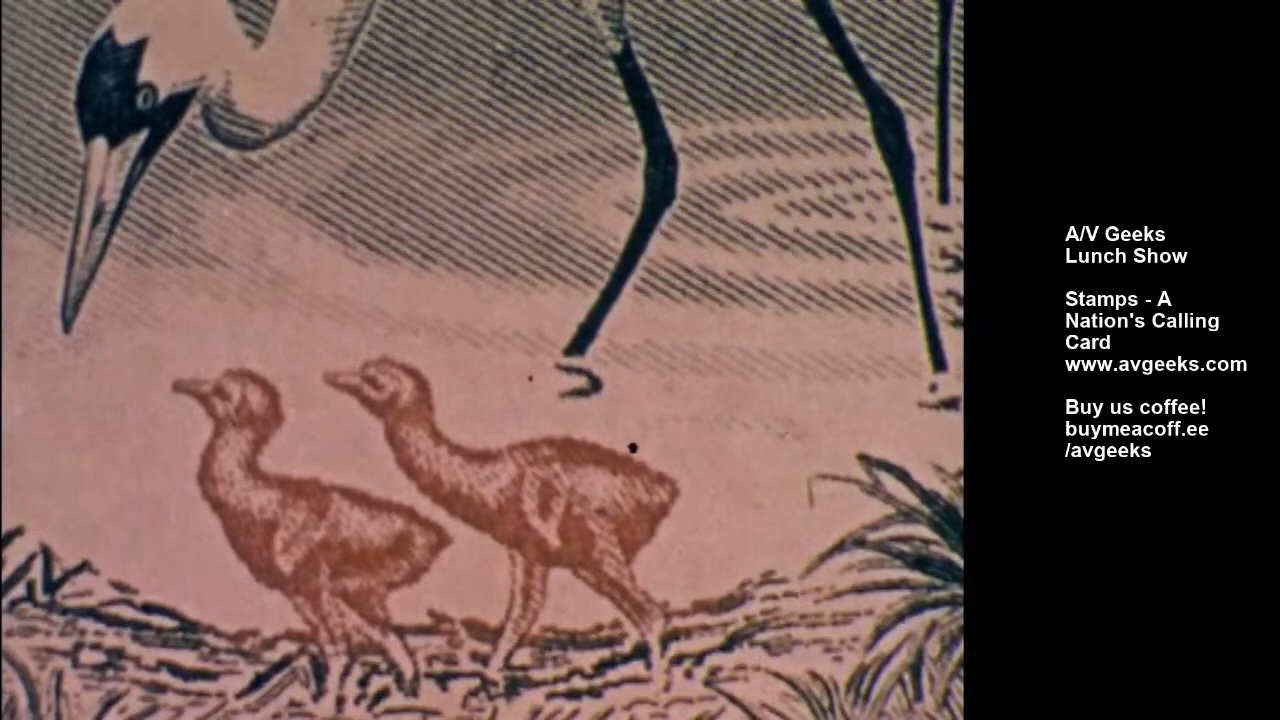 A/V Geeks
Lunch Show
Stamps - A
Nation's Calling
Card
www.avgeeks.com
Buy us coffee!
buymeacoff.ee
/avgeeks